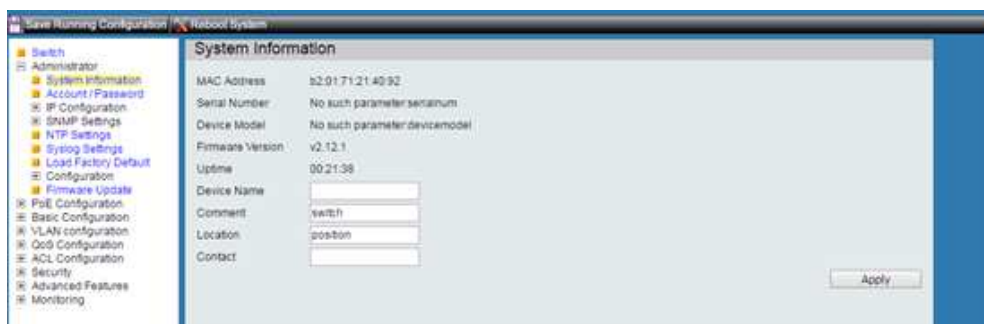 Save Running Configuration Reboot System
Switch
Administrator
System Information
Account / Password
IP Configuration
SNMP Settings
NTP Settings
Syslog Settings
Load Factory Default
Configuration
Firmware Update
PoE Configuration
Basic Configuration
VLAN configuration
QoS Configuration
ACL Configuration
Security
Advanced Features
Monitoring
System Information
MAC Address b2:01:71:21:40:92
Serial Number No such parameter:serialnum
Device Model No such parameter:devicemodel
Firmware Version v2.12.1
Uptime 00:21:38
Device Name
Comment switch
Location position
Contact
Apply